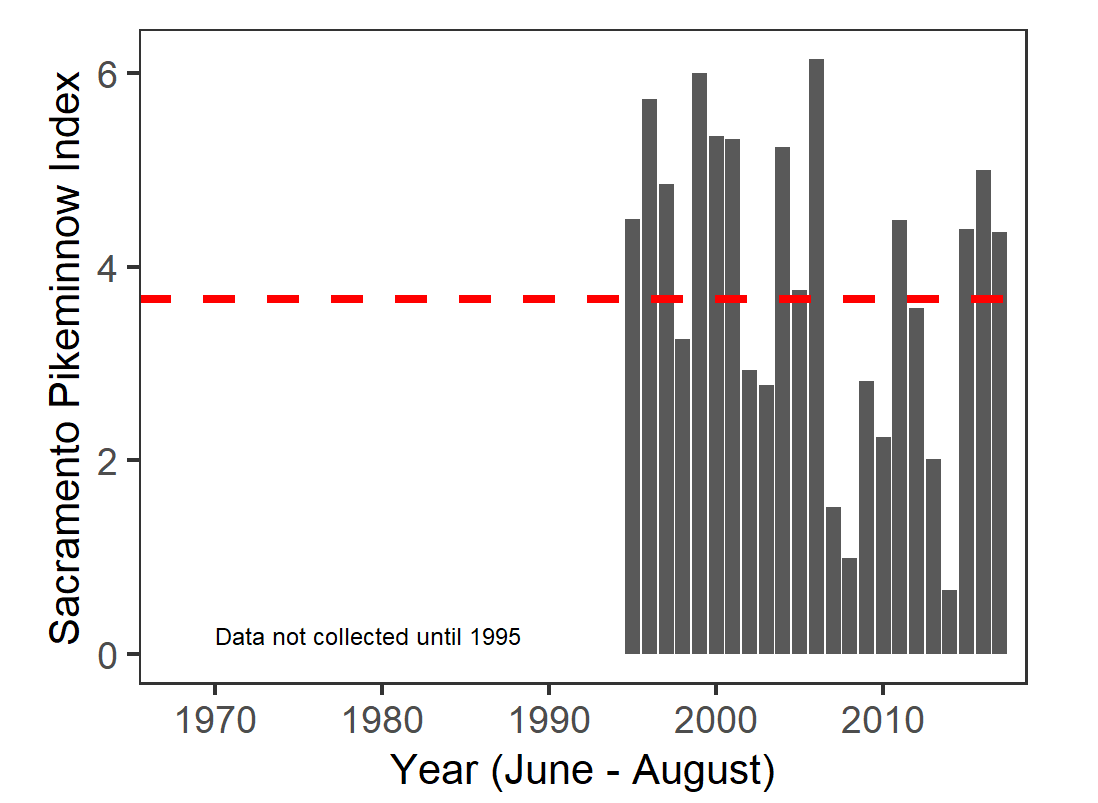 Sacramento Pikeminnow Index
6
4
2
0
Data not collected until 1995
1970 1980 1990 2000 2010
Year (June - August)